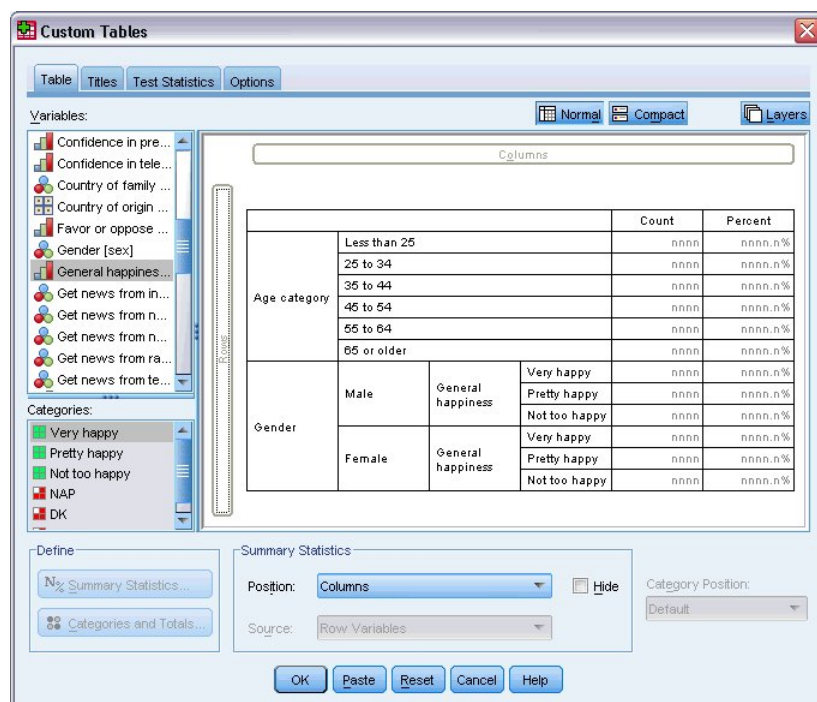 Custom Tables
Table Titles Test Statistics Options
Variables: Normal Compact Layers
Confidence in pre...
Confidence in tele...
Country of family ...
Country of origin ...
Favor or oppose ...
Gender [sex]
General happines...
Get news from in...
Get news from n...
Get news from n...
Get news from ra...
Get news from te...
Categories:
Very happy
Pretty happy
Not too happy
NAP
DK
Columns
Rows
Count Percent
Age category
Less than 25 nnnn nnnn.n%
25 to 34 nnnn nnnn.n%
35 to 44 nnnn nnnn.n%
45 to 54 nnnn nnnn.n%
55 to 64 nnnn nnnn.n%
65 or older nnnn nnnn.n%
Gender
Male
General
happiness
Very happy nnnn nnnn.n%
Pretty happy nnnn nnnn.n%
Not too happy nnnn nnnn.n%
Female
General
happiness
Very happy nnnn nnnn.n%
Pretty happy nnnn nnnn.n%
Not too happy nnnn nnnn.n%
Define
N% Summary Statistics...
Categories and Totals...
Summary Statistics
Position: Columns Hide
Source: Row Variables
Category Position:
Default
OK Paste Reset Cancel Help